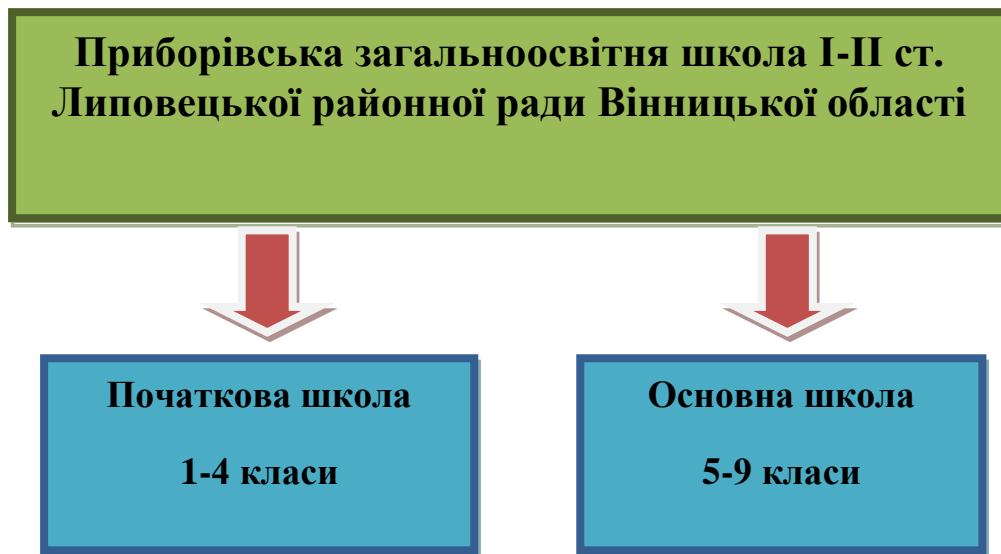 Приборівська загальноосвітня школа І-ІІ ст.
Липовецької районної ради Вінницької області
Початкова школа
1-4 класи
Основна школа
5-9 класи